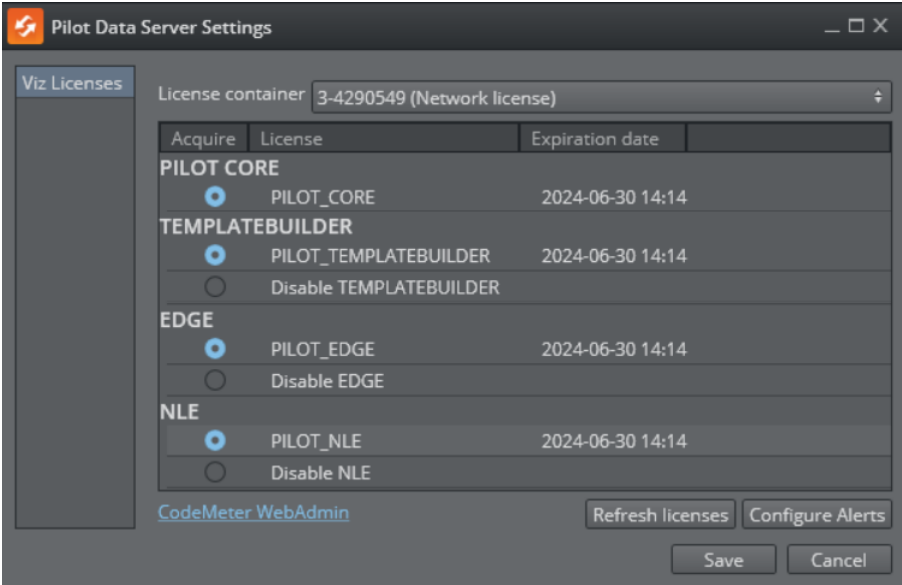 Pilot Data Server Settings
Viz Licenses
License container 3-4290549 (Network license)
Acquire License Expiration date
PILOT CORE
PILOT_CORE 2024-06-30 14:14
TEMPLATEBUILDER
PILOT_TEMPLATEBUILDER 2024-06-30 14:14
Disable TEMPLATEBUILDER
EDGE
PILOT_EDGE 2024-06-30 14:14
Disable EDGE
NLE
PILOT_NLE 2024-06-30 14:14
Disable NLE
CodeMeter WebAdmin Refresh licenses Configure Alerts
Save Cancel